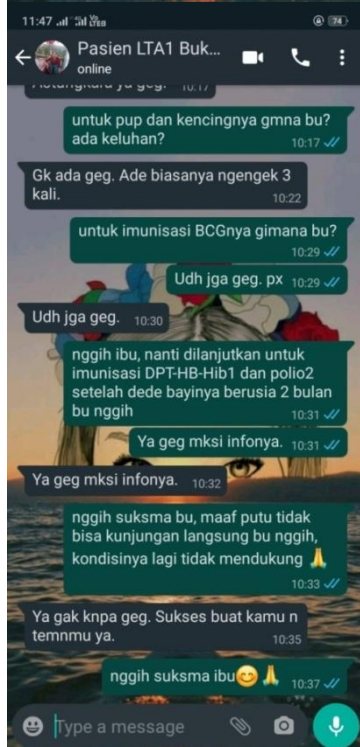 11:47
74
Pasien LTA1 Buk...
online
10:17
untuk pup dan kencingnya gmna bu?
ada keluhan?
10:17
Gk ada geg. Ade biasanya ngengek 3
kali.
10:22
untuk imunisasi BCGnya gimana bu?
10:29
Udh jga geg. px 10:29
Udh jga geg. 10:30
nggih ibu, nanti dilanjutkan untuk
imunisasi DPT-HB-Hib1 dan polio2
setelah dede bayinya berusia 2 bulan
bu nggih
10:31
Ya geg mksi infonya. 10:31
Ya geg mksi infonya. 10:32
nggih suksma bu, maaf putu tidak
bisa kunjungan langsung bu nggih,
kondisinya lagi tidak mendukung 🙏
10:33
Ya gak knpa geg. Sukses buat kamu n
temnmu ya.
10:35
nggih suksma ibu😊🙏 10:37
Type a message